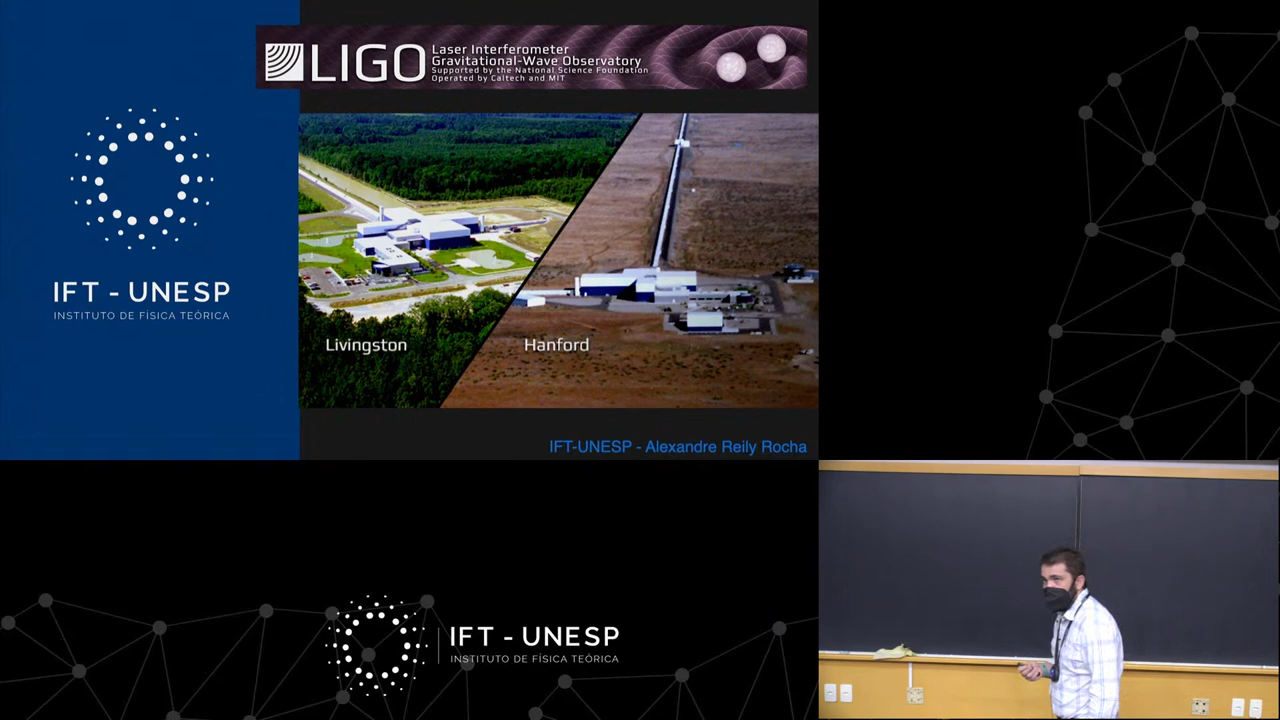 LIGO
Laser Interferometer
Gravitational-Wave Observatory
Supported by the National Science Foundation
Operated by Caltech and MIT
IFT - UNESP
INSTITUTO DE FÍSICA TEÓRICA
Livingston
Hanford
IFT-UNESP - Alexandre Reily Rocha
IFT - UNESP
INSTITUTO DE FÍSICA TEÓRICA